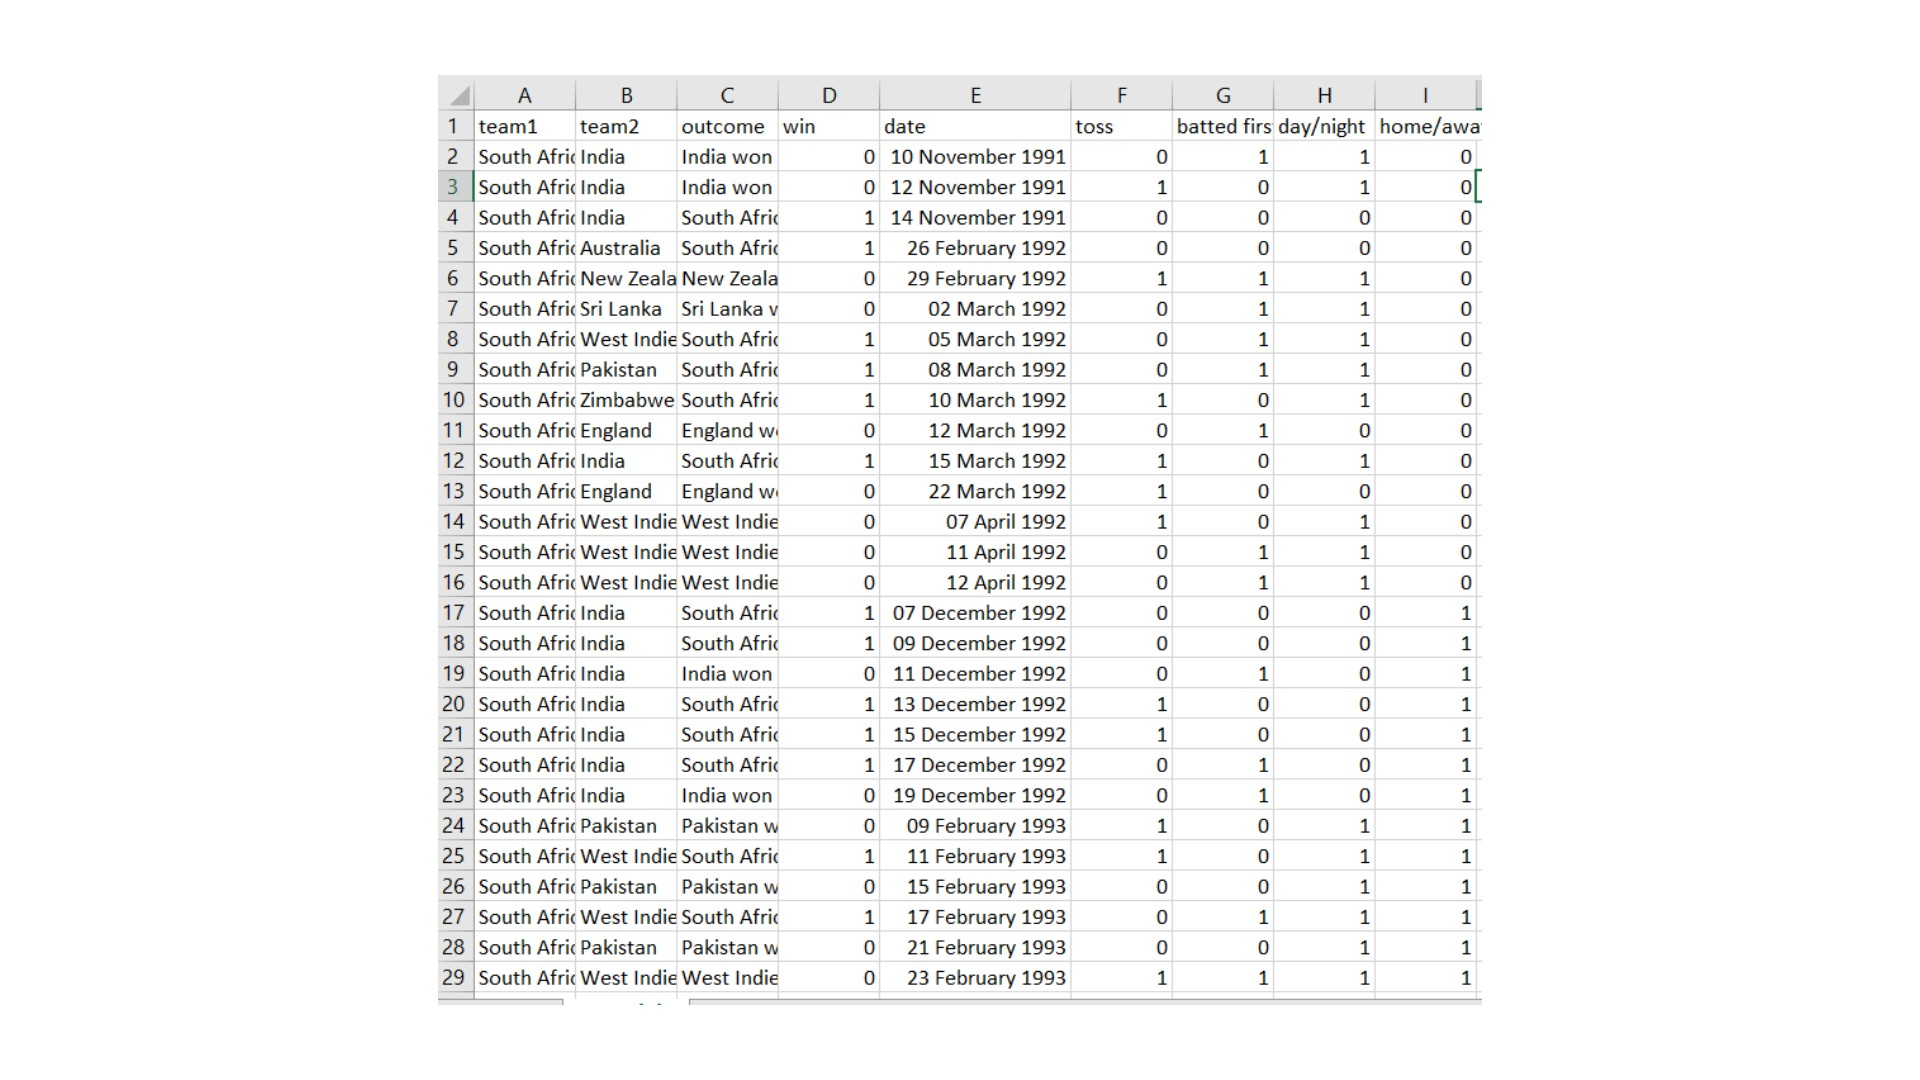 A B C D E F G H I
1 team1 team2 outcome win date toss batted firs day/night home/awa
2 South Afric India India won 0 10 November 1991 0 1 1 0
3 South Afric India India won 0 12 November 1991 1 0 1 0
4 South Afric India South Afric 1 14 November 1991 0 0 0 0
5 South Afric Australia South Afric 1 26 February 1992 0 0 0 0
6 South Afric New Zeala New Zeala 0 29 February 1992 1 1 1 0
7 South Afric Sri Lanka Sri Lanka w 0 02 March 1992 0 1 1 0
8 South Afric West Indie South Afric 1 05 March 1992 0 1 1 0
9 South Afric Pakistan South Afric 1 08 March 1992 0 1 1 0
10 South Afric Zimbabwe South Afric 1 10 March 1992 1 0 1 0
11 South Afric England England wo 0 12 March 1992 0 1 0 0
12 South Afric India South Afric 1 15 March 1992 1 0 1 0
13 South Afric England England wo 0 22 March 1992 1 0 0 0
14 South Afric West Indie West Indie 0 07 April 1992 1 0 1 0
15 South Afric West Indie West Indie 0 11 April 1992 0 1 1 0
16 South Afric West Indie West Indie 0 12 April 1992 0 1 1 0
17 South Afric India South Afric 1 07 December 1992 0 0 0 1
18 South Afric India South Afric 1 09 December 1992 0 0 0 1
19 South Afric India India won 0 11 December 1992 0 1 0 1
20 South Afric India South Afric 1 13 December 1992 1 0 0 1
21 South Afric India South Afric 1 15 December 1992 1 0 0 1
22 South Afric India South Afric 1 17 December 1992 0 1 0 1
23 South Afric India India won 0 19 December 1992 0 1 0 1
24 South Afric Pakistan Pakistan w 0 09 February 1993 1 0 1 1
25 South Afric West Indie South Afric 1 11 February 1993 1 0 1 1
26 South Afric Pakistan Pakistan w 0 15 February 1993 0 0 1 1
27 South Afric West Indie South Afric 1 17 February 1993 0 1 1 1
28 South Afric Pakistan Pakistan w 0 21 February 1993 0 0 1 1
29 South Afric West Indie West Indie 0 23 February 1993 1 1 1 1